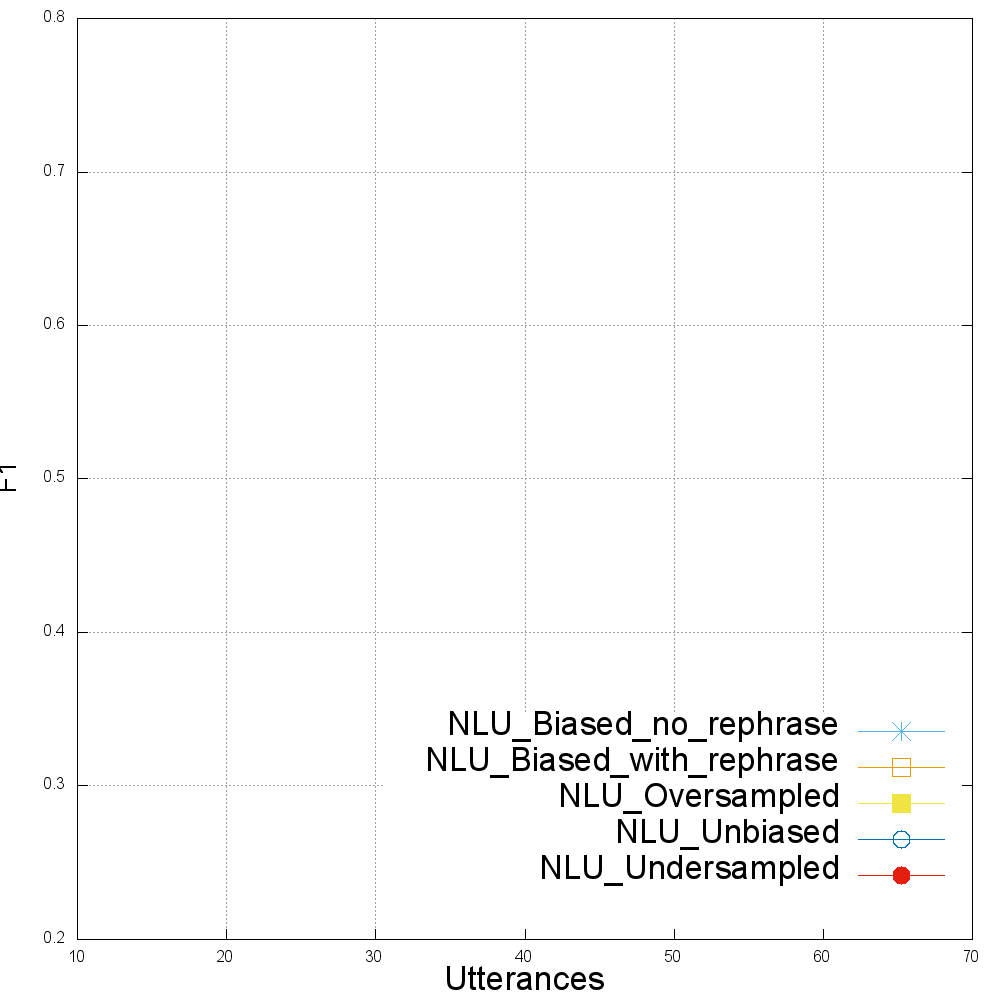 0.8
0.7
0.6
0.5
0.4
0.3
0.2
F1
NLU_Biased_no_rephrase
NLU_Biased_with_rephrase
NLU_Oversampled
NLU_Unbiased
NLU_Undersampled
10 20 30 40 50 60 70
Utterances